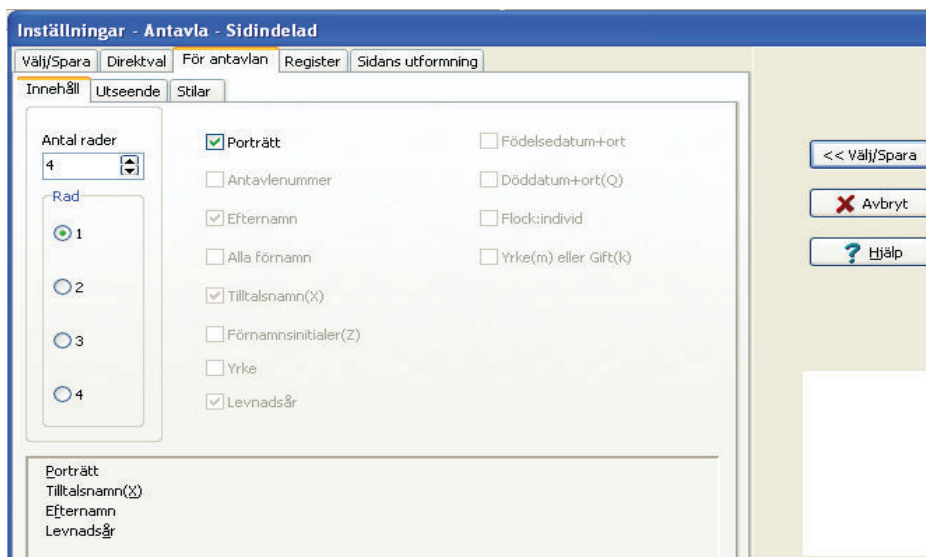 Inställningar - Antavla - Sidindelad
Välj/Spara Direktval För antavlan Register Sidans utformning
Innehåll Utseende Stilar
Antal rader
4
Rad
1
2
3
4
Porträtt
Antavlenummer
Efternamn
Alla förnamn
Tilltalsnamn(X)
Förnamnsinitialer(Z)
Yrke
Levnadsår
Födelsedatum+ort
Döddatum+ort(Q)
Flock:individ
Yrke(m) eller Gift(k)
<< Välj/Spara
Avbryt
? Hjälp
Porträtt
Tilltalsnamn(X)
Efternamn
Levnadsår